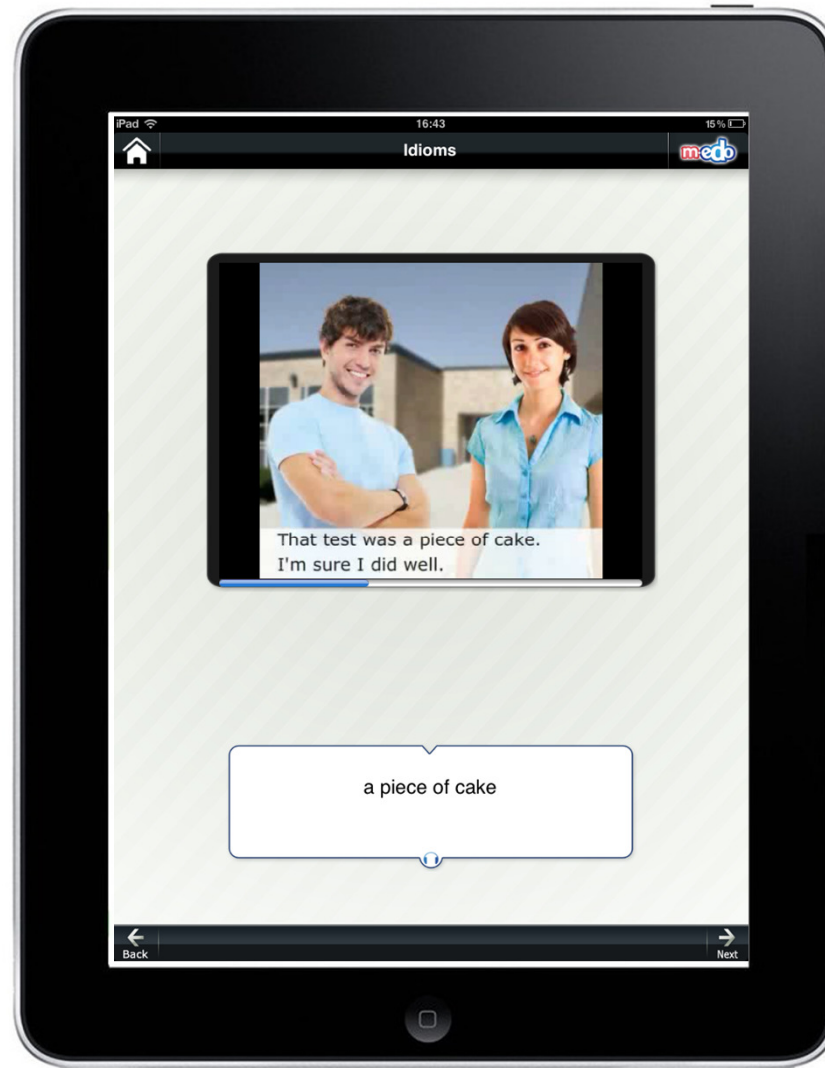 iPad 16:43 15%
Idioms
m-edo
That test was a piece of cake.
I'm sure I did well.
a piece of cake
Back Next